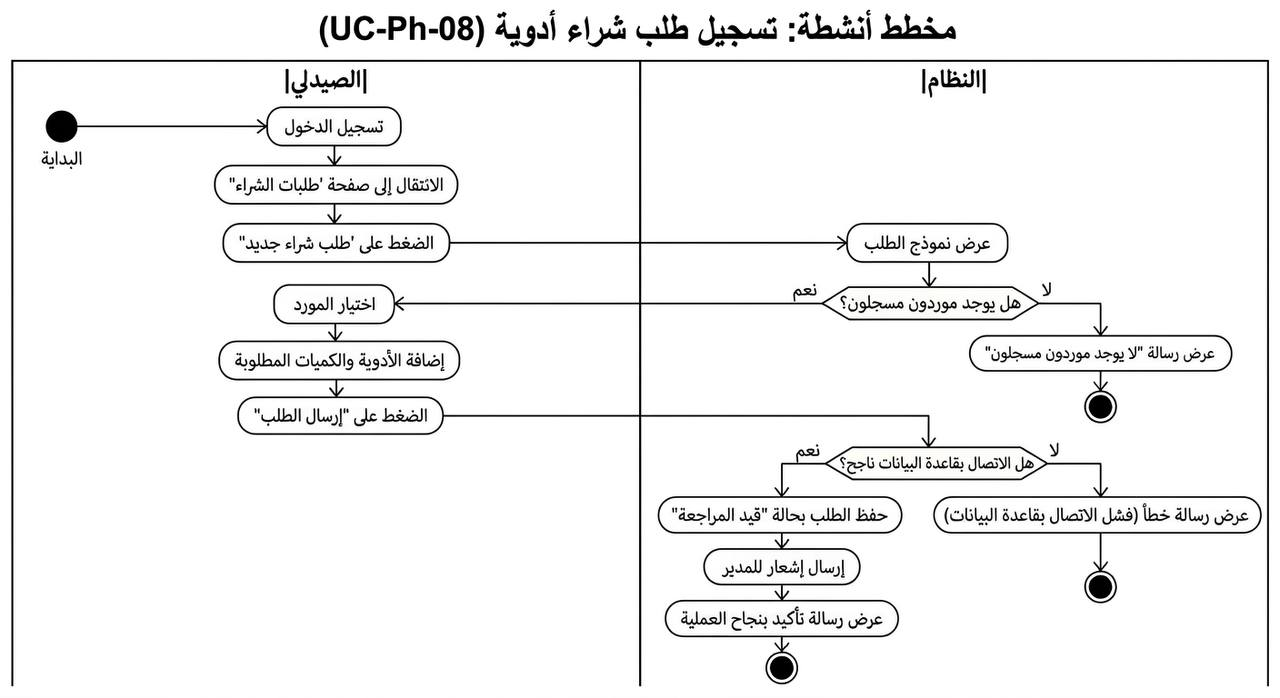 مخطط أنشطة: تسجيل طلب شراء أدوية (UC-Ph-08)
|الصيدلي|
|النظام|
البداية
تسجيل الدخول
الانتقال إلى صفحة 'طلبات الشراء"
الضغط على 'طلب شراء جديد"
عرض نموذج الطلب
هل يوجد موردون مسجلون؟
نعم
لا
اختيار المورد
عرض رسالة "لا يوجد موردون مسجلون"
إضافة الأدوية والكميات المطلوبة
الضغط على "إرسال الطلب"
هل الاتصال بقاعدة البيانات ناجح؟
نعم
لا
حفظ الطلب بحالة "قيد المراجعة"
عرض رسالة خطأ (فشل الاتصال بقاعدة البيانات)
إرسال إشعار للمدير
عرض رسالة تأكيد بنجاح العملية